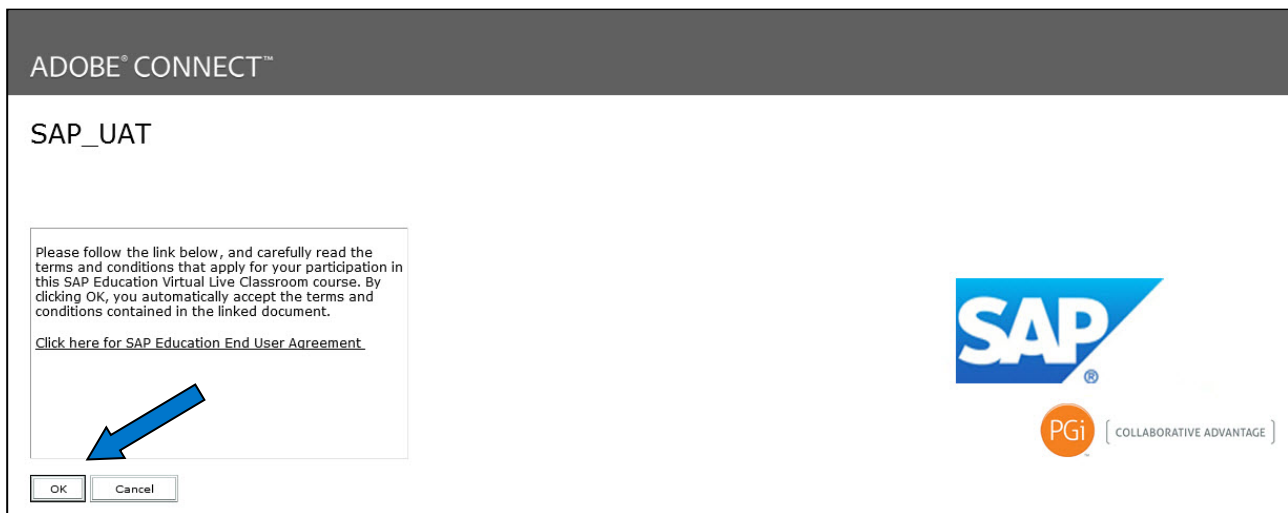 ADOBE® CONNECT™
SAP_UAT
Please follow the link below, and carefully read the
terms and conditions that apply for your participation in
this SAP Education Virtual Live Classroom course. By
clicking OK, you automatically accept the terms and
conditions contained in the linked document.
Click here for SAP Education End User Agreement
OK
Cancel
SAP®
PGi™ [ COLLABORATIVE ADVANTAGE ]